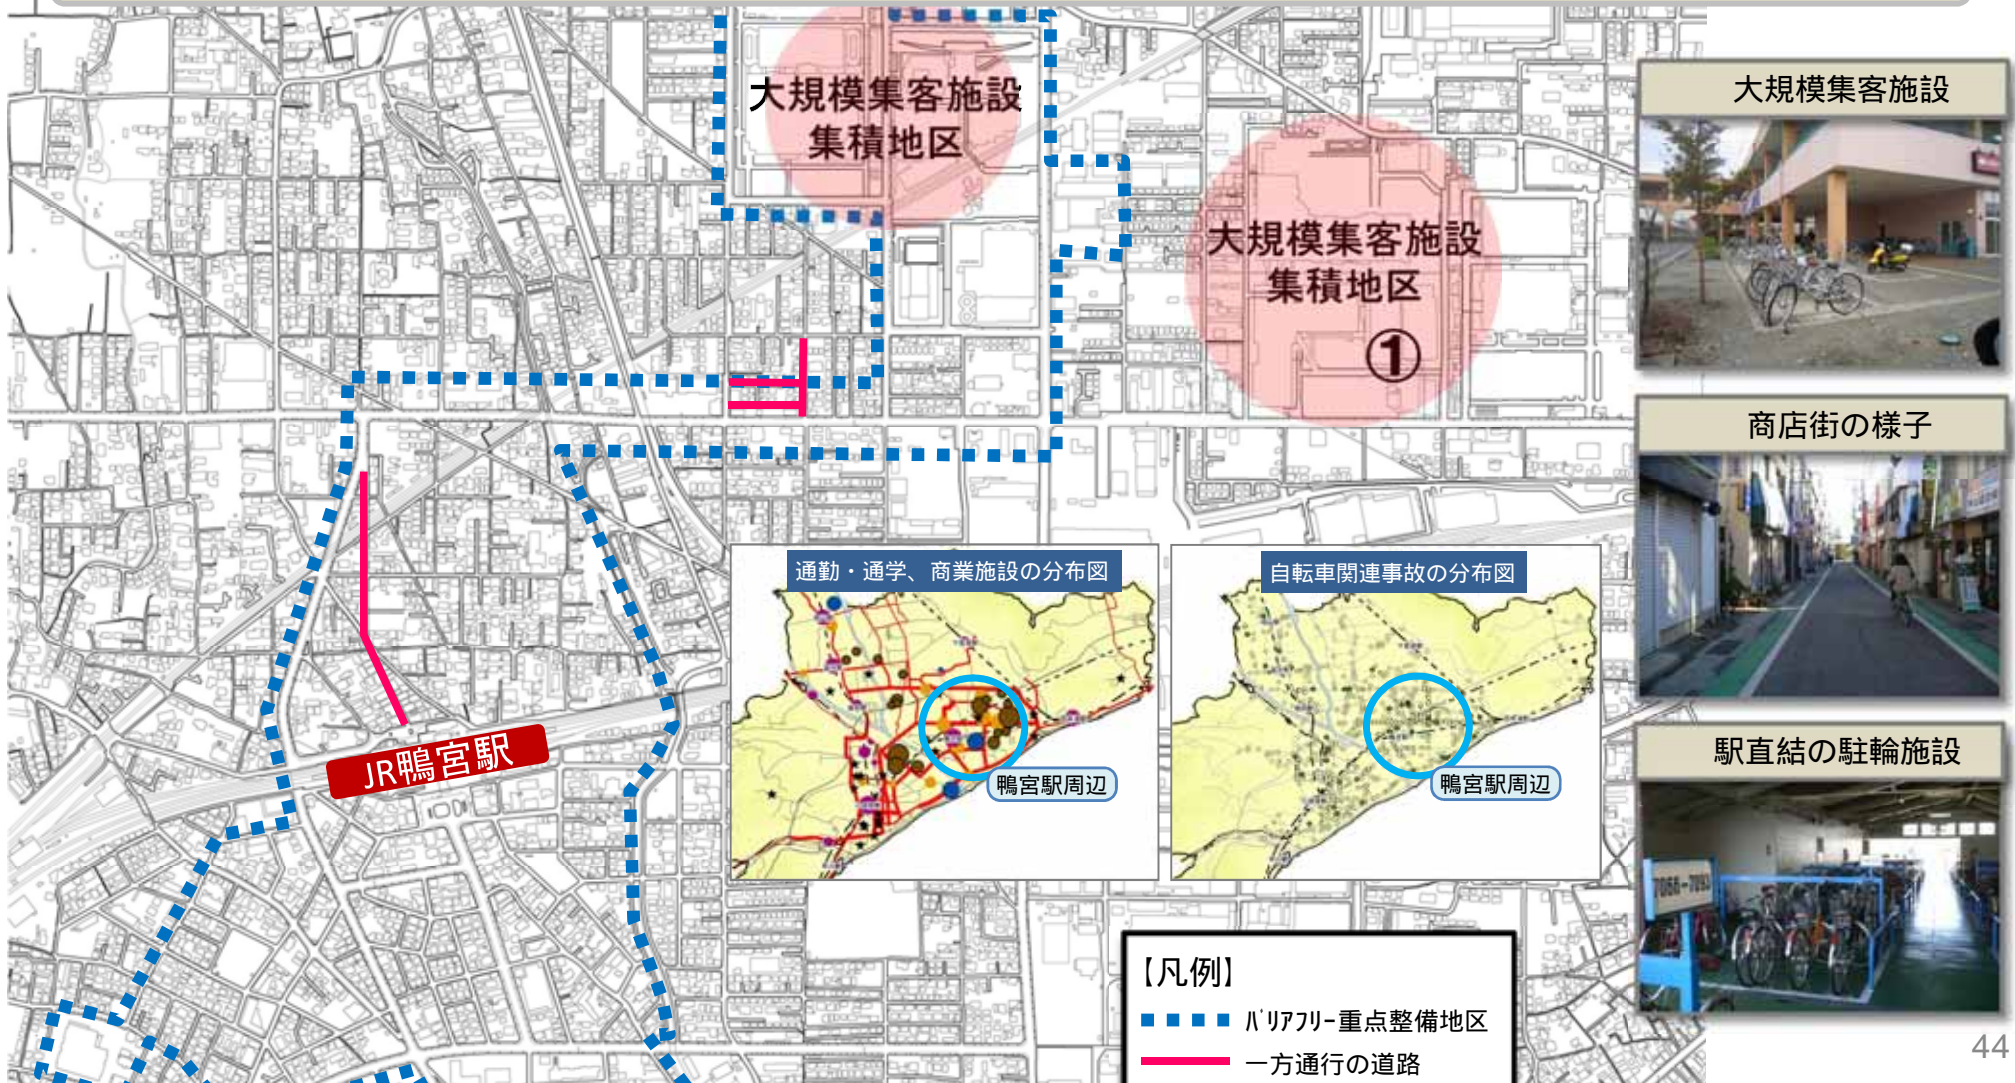 大規模集客施設
集積地区
大規模集客施設
集積地区
①
JR鴨宮駅
通勤・通学、商業施設の分布図
鴨宮駅周辺
自転車関連事故の分布図
鴨宮駅周辺
【凡例】
ﾊﾞﾘｱﾌﾘｰ重点整備地区
一方通行の道路
大規模集客施設
商店街の様子
駅直結の駐輪施設
44